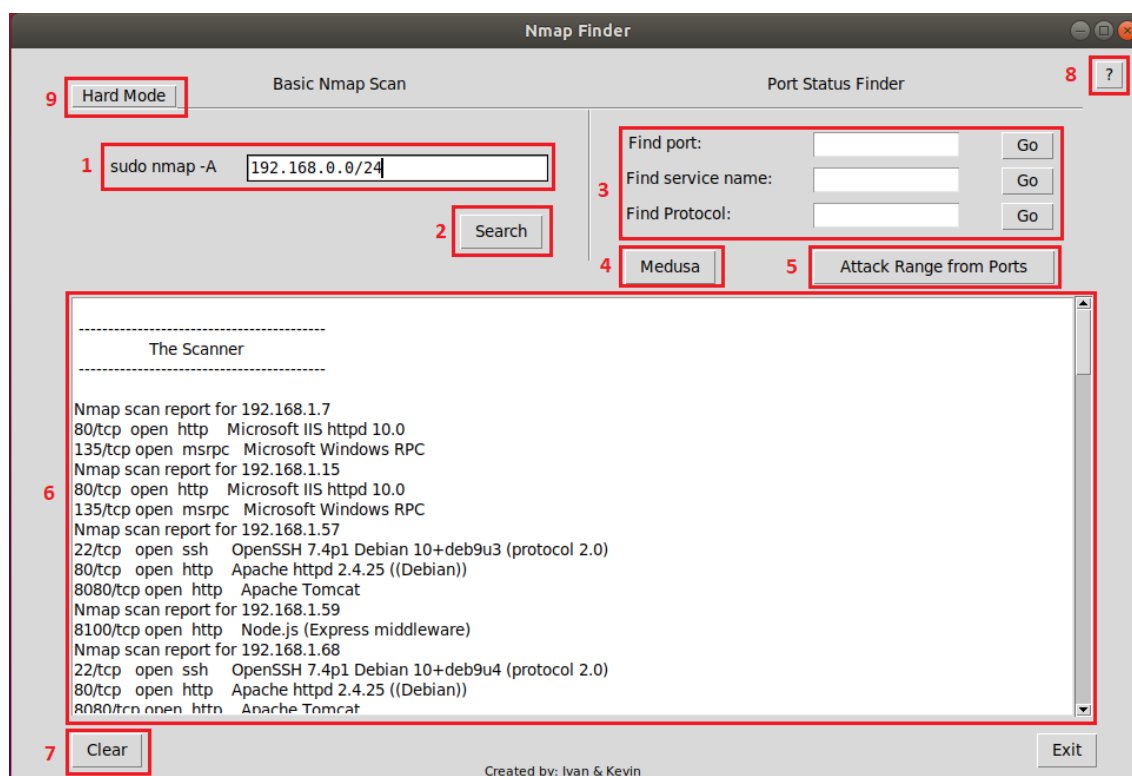 Nmap Finder
9 Hard Mode
Basic Nmap Scan
Port Status Finder
8 ?
1 sudo nmap -A 192.168.0.0/24
2 Search
3
Find port: Go
Find service name: Go
Find Protocol: Go
4 Medusa
5 Attack Range from Ports
6
------------------------------------------
The Scanner
------------------------------------------
Nmap scan report for 192.168.1.7
80/tcp open http Microsoft IIS httpd 10.0
135/tcp open msrpc Microsoft Windows RPC
Nmap scan report for 192.168.1.15
80/tcp open http Microsoft IIS httpd 10.0
135/tcp open msrpc Microsoft Windows RPC
Nmap scan report for 192.168.1.57
22/tcp open ssh OpenSSH 7.4p1 Debian 10+deb9u3 (protocol 2.0)
80/tcp open http Apache httpd 2.4.25 ((Debian))
8080/tcp open http Apache Tomcat
Nmap scan report for 192.168.1.59
8100/tcp open http Node.js (Express middleware)
Nmap scan report for 192.168.1.68
22/tcp open ssh OpenSSH 7.4p1 Debian 10+deb9u4 (protocol 2.0)
80/tcp open http Apache httpd 2.4.25 ((Debian))
8080/tcp open http Apache Tomcat
7 Clear
Exit
Created by: Ivan & Kevin